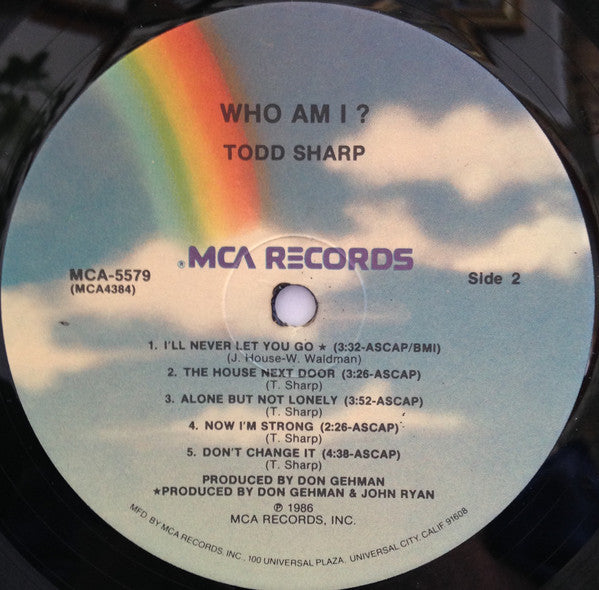 WHO AM I ?
TODD SHARP
MCA RECORDS
MCA-5579
(MCA4384)
Side 2
1. I'LL NEVER LET YOU GO ★ (3:32-ASCAP/BMI)
(J. House-W. Waldman)
2. THE HOUSE NEXT DOOR (3:26-ASCAP)
(T. Sharp)
3. ALONE BUT NOT LONELY (3:52-ASCAP)
(T. Sharp)
4. NOW I'M STRONG (2:26-ASCAP)
(T. Sharp)
5. DON'T CHANGE IT (4:38-ASCAP)
(T. Sharp)
PRODUCED BY DON GEHMAN
★PRODUCED BY DON GEHMAN & JOHN RYAN
℗ 1986
MCA RECORDS, INC.
MFD. BY MCA RECORDS, INC., 100 UNIVERSAL PLAZA, UNIVERSAL CITY, CALIF. 91608